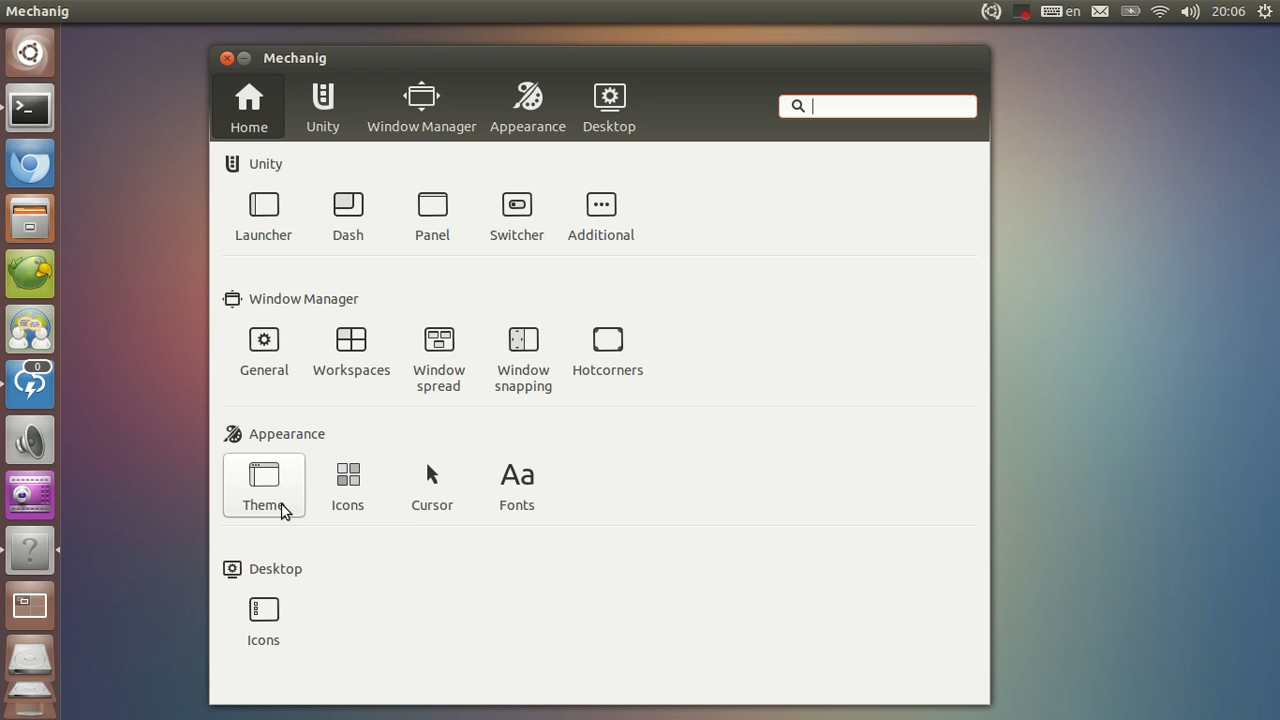 Mechanig
en
20:06
Mechanig
Home
Unity
Window Manager
Appearance
Desktop
Unity
Launcher
Dash
Panel
Switcher
Additional
Window Manager
General
Workspaces
Window
spread
Window
snapping
Hotcorners
Appearance
Theme
Icons
Cursor
Fonts
Aa
Desktop
Icons
0